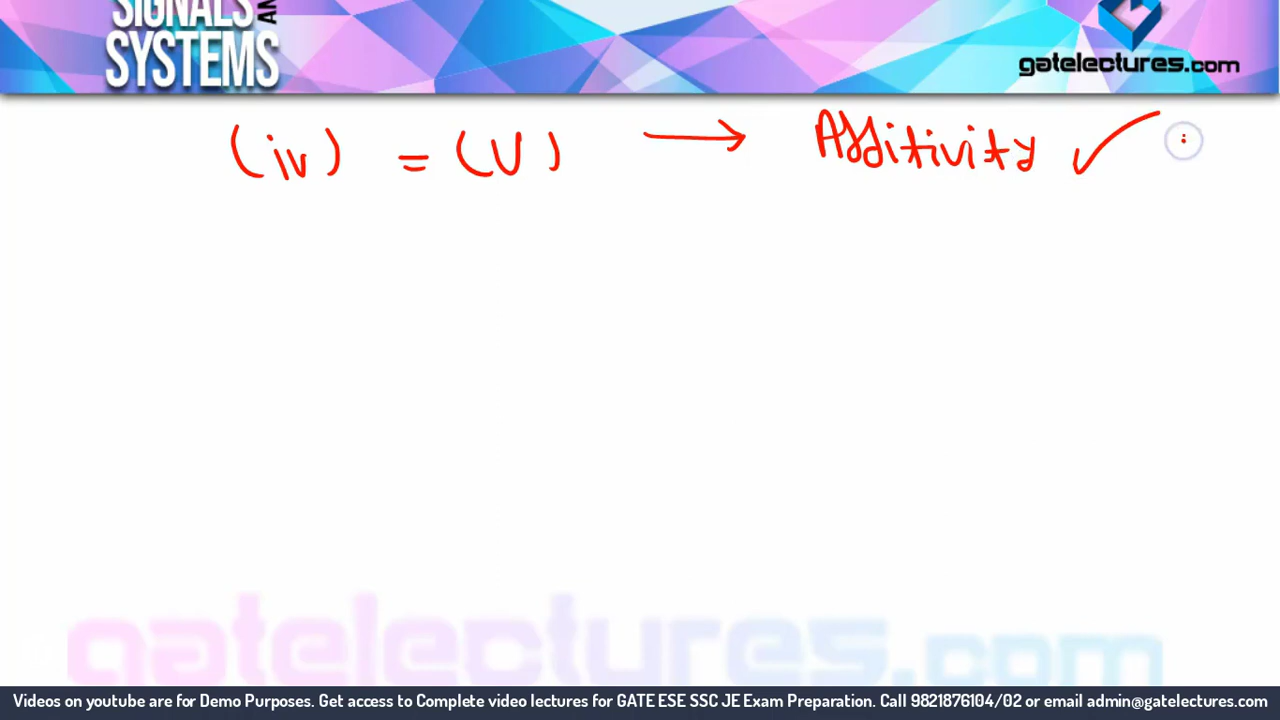 SIGNALS AN
SYSTEMS
gatelectures.com
(iv) = (V) → Additivity ✓
gatelectures.com
Videos on youtube are for Demo Purposes. Get access to Complete video lectures for GATE ESE SSC JE Exam Preparation. Call 9821876104/02 or email admin@gatelectures.com